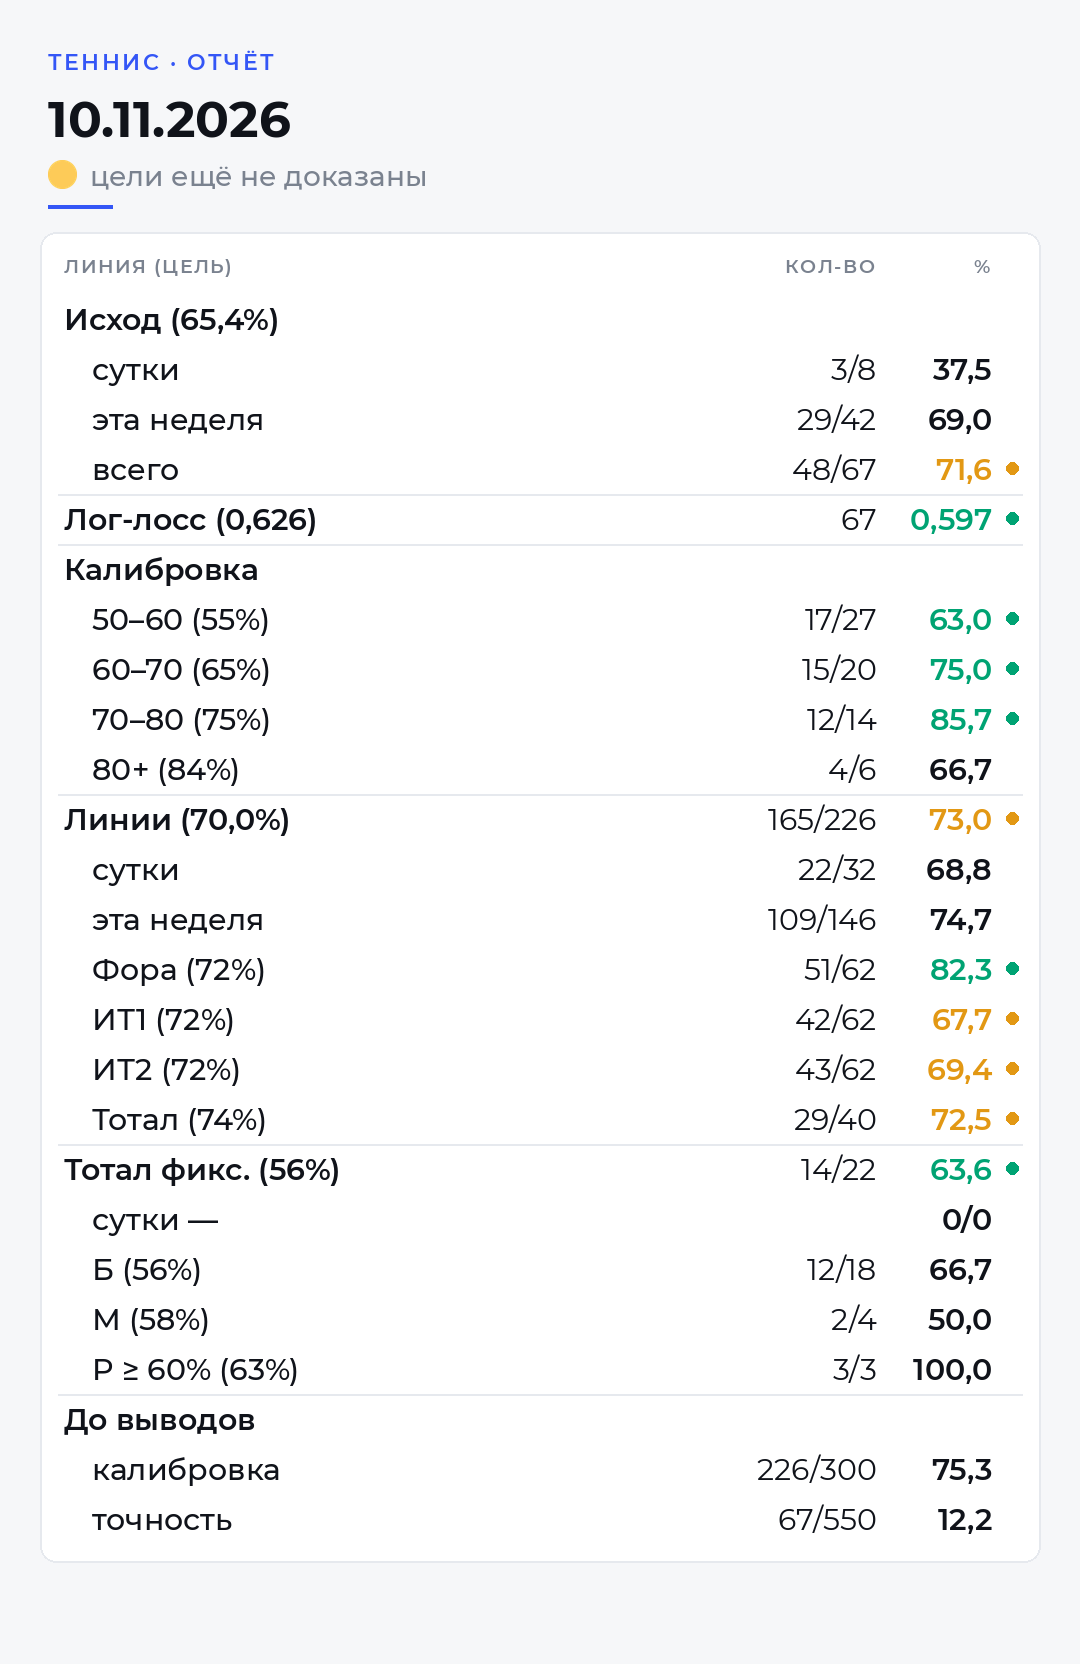 ТЕННИС · ОТЧЁТ
10.11.2026
цели ещё не доказаны
ЛИНИЯ (ЦЕЛЬ) КОЛ-ВО %
Исход (65,4%)
сутки 3/8 37,5
эта неделя 29/42 69,0
всего 48/67 71,6
Лог-лосс (0,626) 67 0,597
Калибровка
50–60 (55%) 17/27 63,0
60–70 (65%) 15/20 75,0
70–80 (75%) 12/14 85,7
80+ (84%) 4/6 66,7
Линии (70,0%) 165/226 73,0
сутки 22/32 68,8
эта неделя 109/146 74,7
Фора (72%) 51/62 82,3
ИТ1 (72%) 42/62 67,7
ИТ2 (72%) 43/62 69,4
Тотал (74%) 29/40 72,5
Тотал фикс. (56%) 14/22 63,6
сутки — 0/0
Б (56%) 12/18 66,7
М (58%) 2/4 50,0
Р ≥ 60% (63%) 3/3 100,0
До выводов
калибровка 226/300 75,3
точность 67/550 12,2